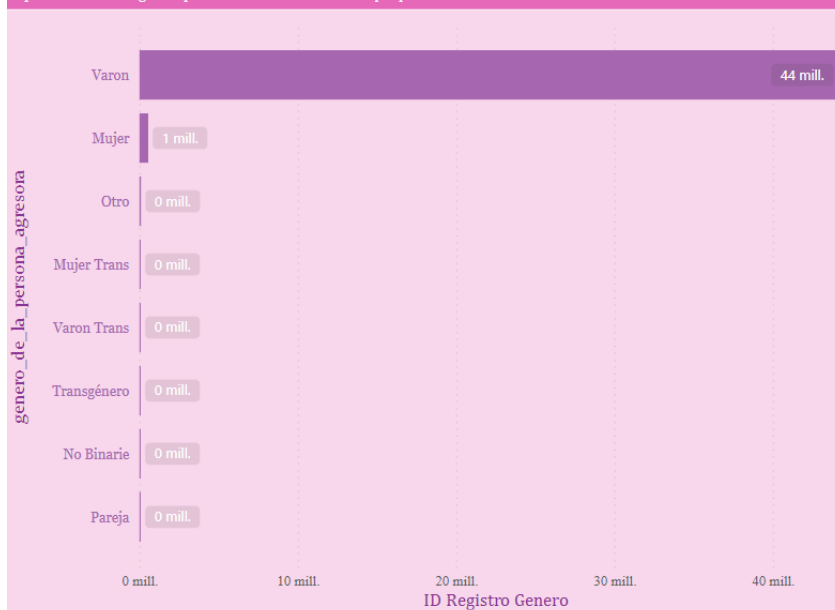 Varon
44 mill.
Mujer
1 mill.
Otro
0 mill.
Mujer Trans
0 mill.
Varon Trans
0 mill.
Transgénero
0 mill.
No Binarie
0 mill.
Pareja
0 mill.
genero_de_la_persona_agresora
0 mill.
10 mill.
20 mill.
30 mill.
40 mill.
ID Registro Genero